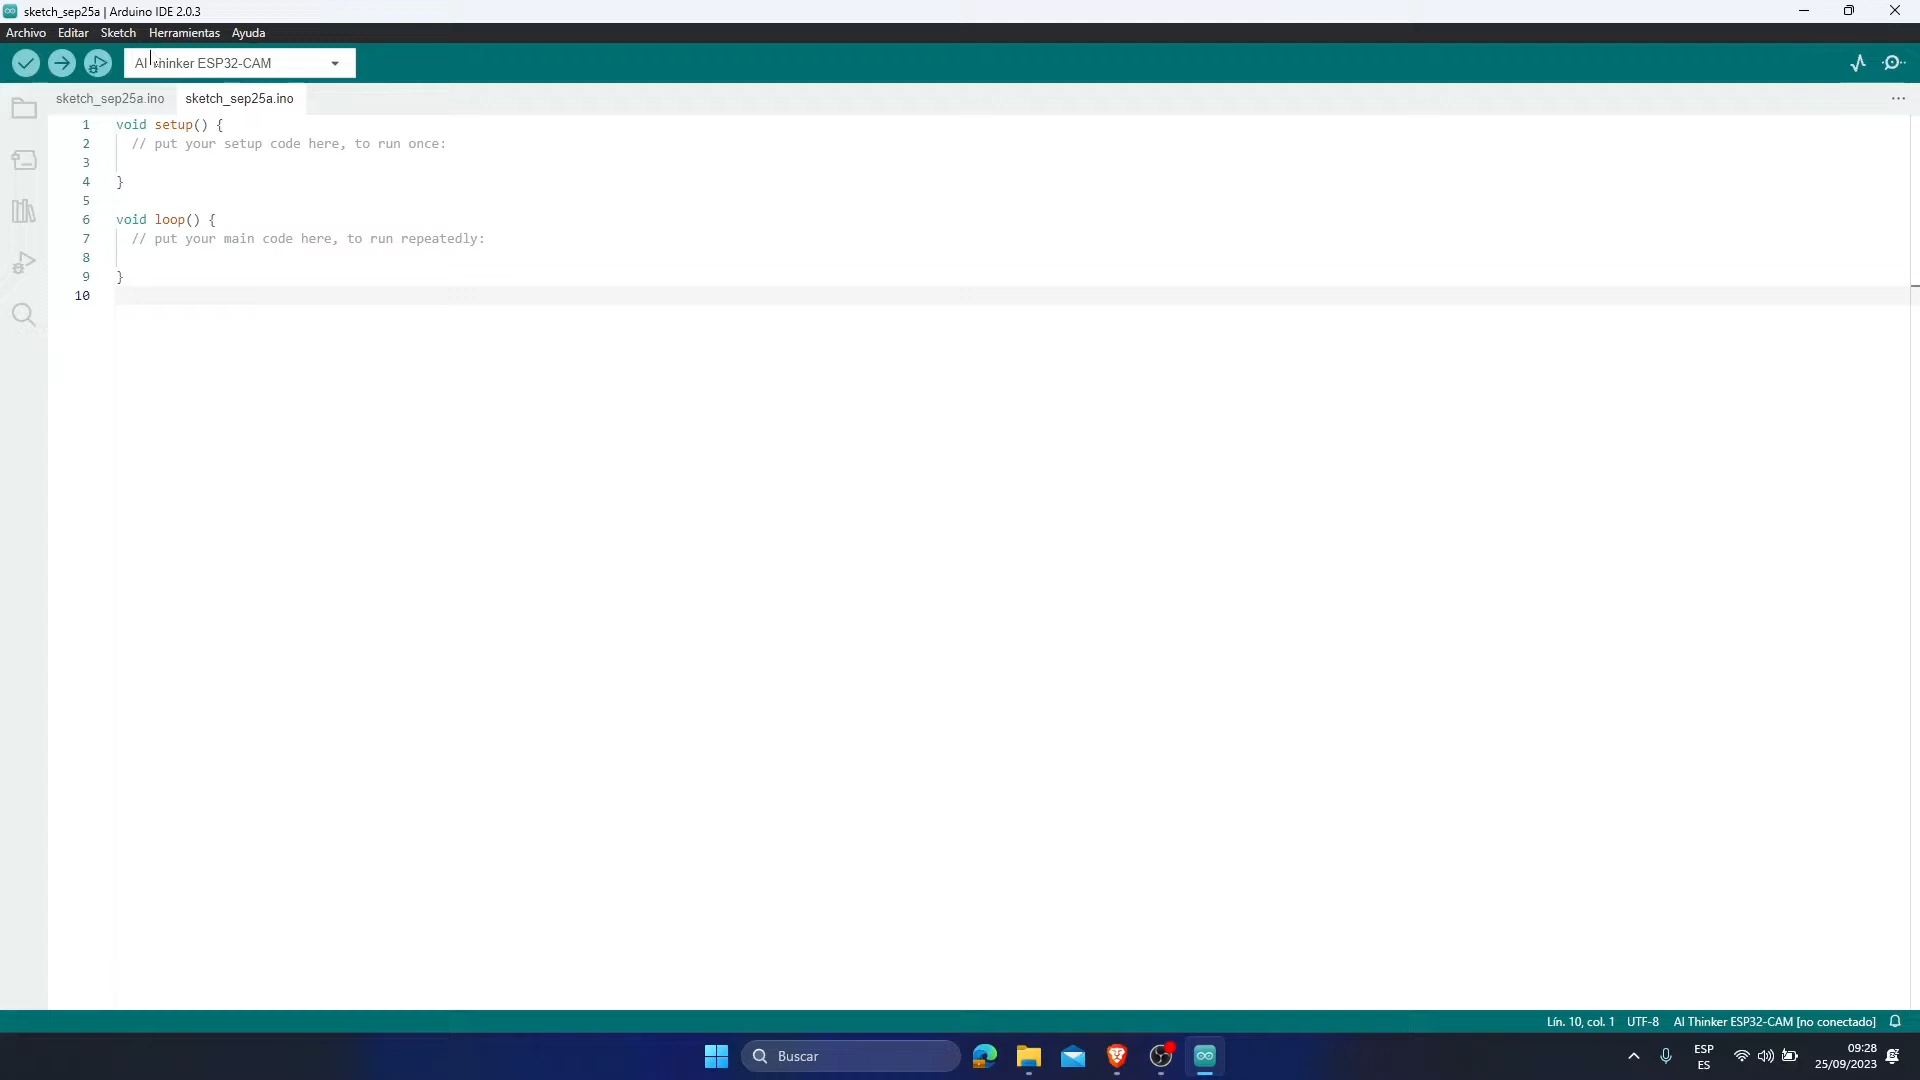 sketch_sep25a | Arduino IDE 2.0.3
Archivo Editar Sketch Herramientas Ayuda
AI Thinker ESP32-CAM
sketch_sep25a.ino sketch_sep25a.ino
1 void setup() {
2 // put your setup code here, to run once:
3
4 }
5
6 void loop() {
7 // put your main code here, to run repeatedly:
8
9 }
10
Lín. 10, col. 1 UTF-8 AI Thinker ESP32-CAM [no conectado]
Buscar
ESP
ES
09:28
25/09/2023